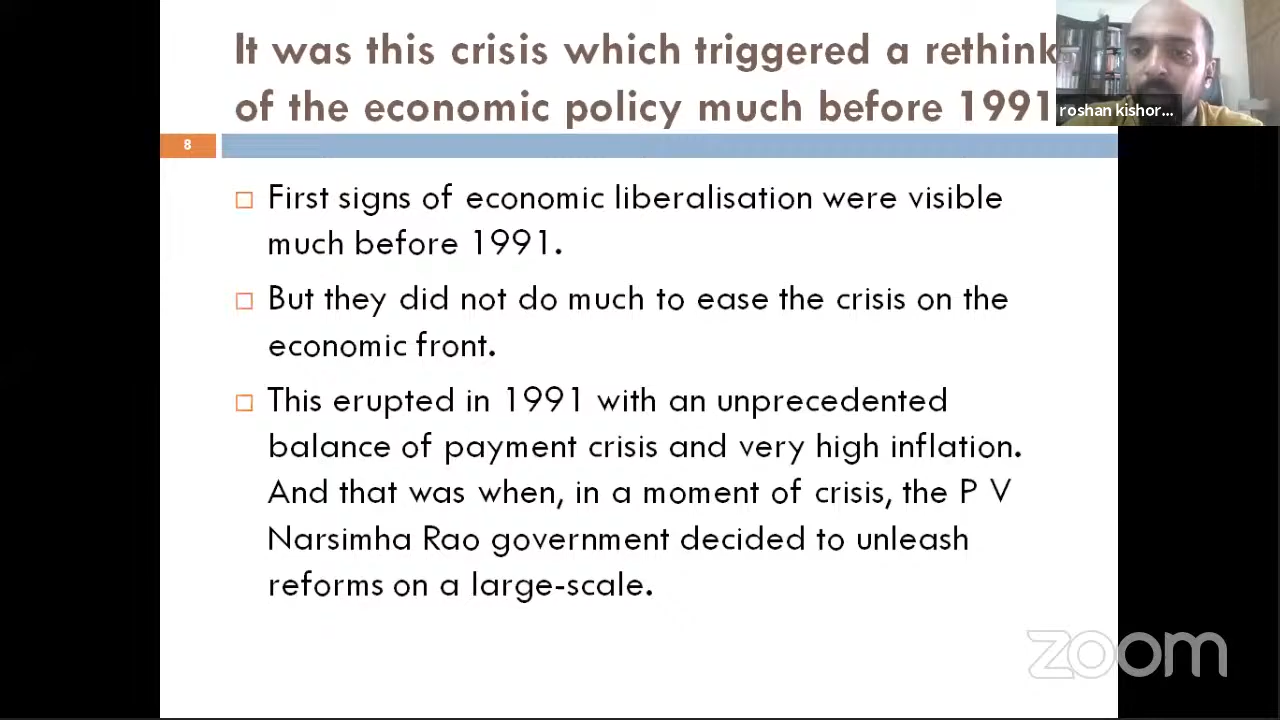 It was this crisis which triggered a rethink
of the economic policy much before 1991
roshan kishor...
8
First signs of economic liberalisation were visible
much before 1991.
But they did not do much to ease the crisis on the
economic front.
This erupted in 1991 with an unprecedented
balance of payment crisis and very high inflation.
And that was when, in a moment of crisis, the P V
Narsimha Rao government decided to unleash
reforms on a large-scale.
zoom